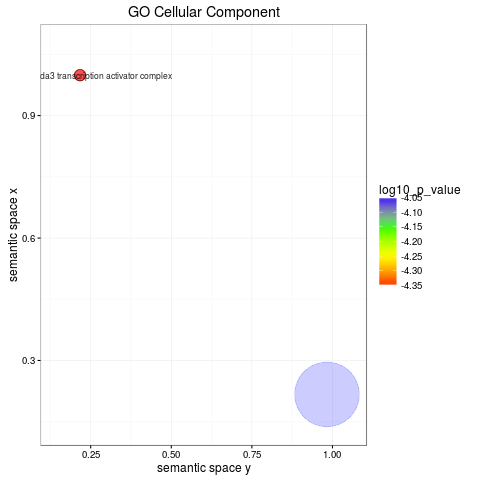 GO Cellular Component
da3 transcription activator complex
0.9
0.6
0.3
semantic space x
0.25
0.50
0.75
1.00
semantic space y
log10_p_value
-4.05
-4.10
-4.15
-4.20
-4.25
-4.30
-4.35